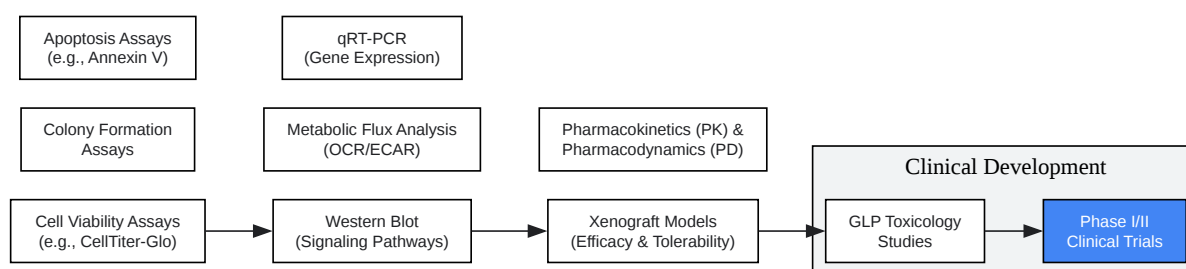 Apoptosis Assays
(e.g., Annexin V)
qRT-PCR
(Gene Expression)
Colony Formation
Assays
Metabolic Flux Analysis
(OCR/ECAR)
Pharmacokinetics (PK) &
Pharmacodynamics (PD)
Clinical Development
Cell Viability Assays
(e.g., CellTiter-Glo)
Western Blot
(Signaling Pathways)
Xenograft Models
(Efficacy & Tolerability)
GLP Toxicology
Studies
Phase I/II
Clinical Trials